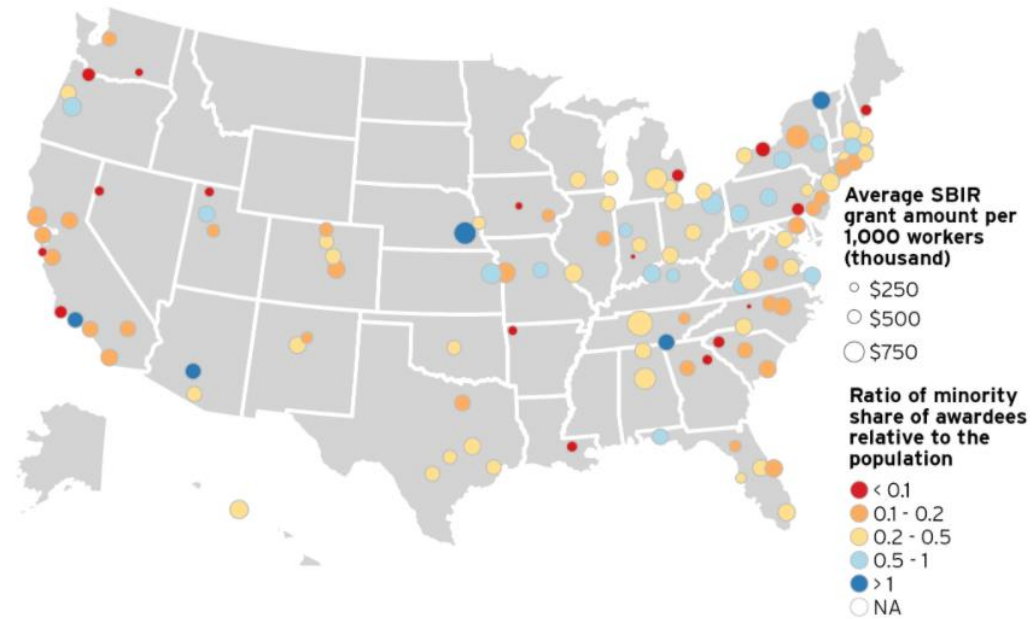 Average SBIR
grant amount per
1,000 workers
(thousand)
$250
$500
$750
Ratio of minority
share of awardees
relative to the
population
< 0.1
0.1 - 0.2
0.2 - 0.5
0.5 - 1
> 1
NA